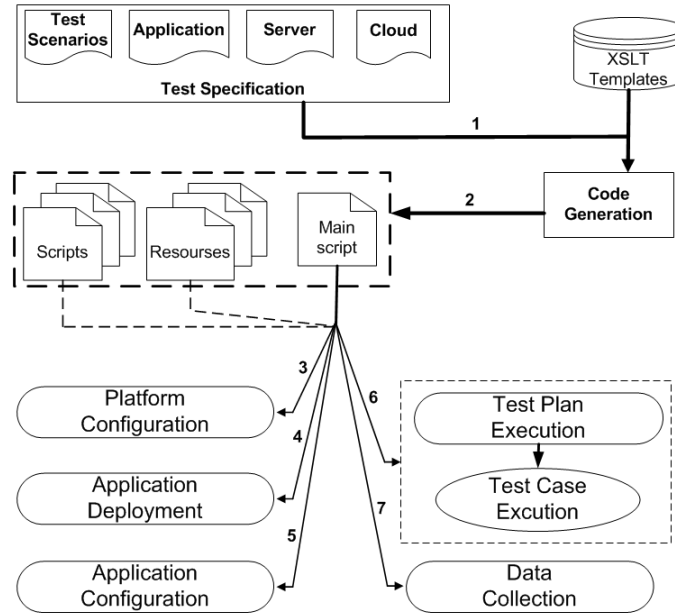 Test
Scenarios
Application
Server
Cloud
Test Specification
XSLT
Templates
1
Code
Generation
2
Scripts
Resourses
Main
script
3
Platform
Configuration
4
Application
Deployment
5
Application
Configuration
6
Test Plan
Execution
Test Case
Excution
7
Data
Collection